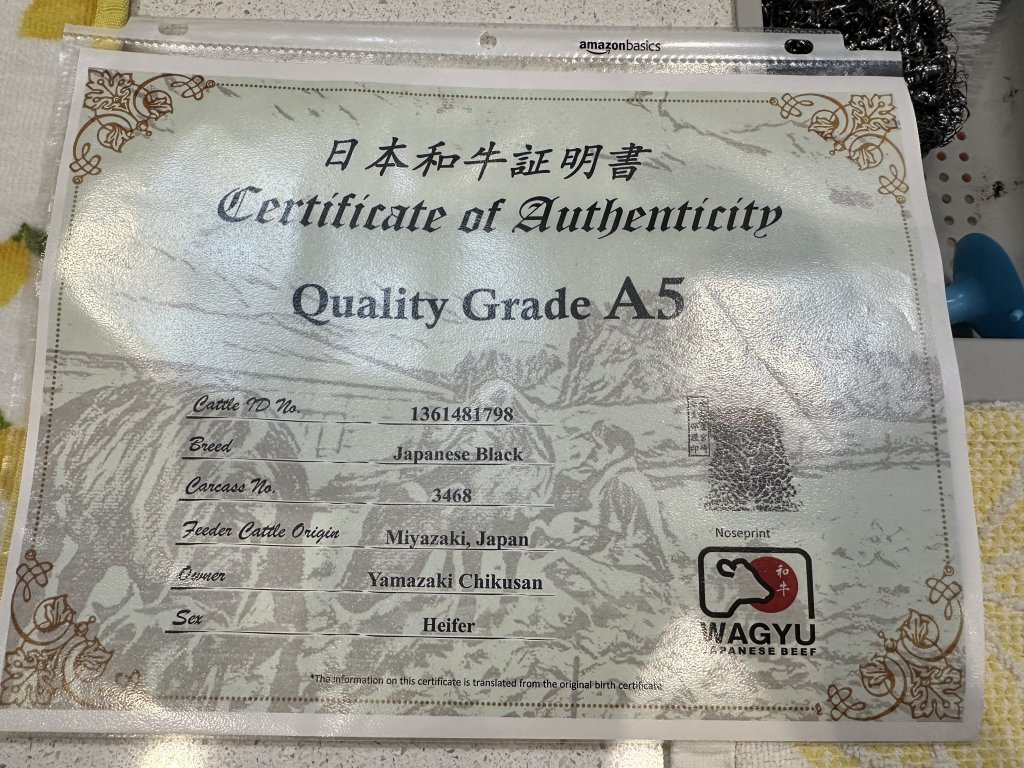 amazonbasics
日本和牛証明書
Certificate of Authenticity
Quality Grade A5
Cattle ID No. 1361481798
Breed Japanese Black
Carcass No. 3468
Feeder Cattle Origin Miyazaki, Japan
Owner Yamazaki Chikusan
Sex Heifer
Noseprint
和牛
WAGYU
JAPANESE BEEF
*The information on this certificate is translated from the original birth certificate